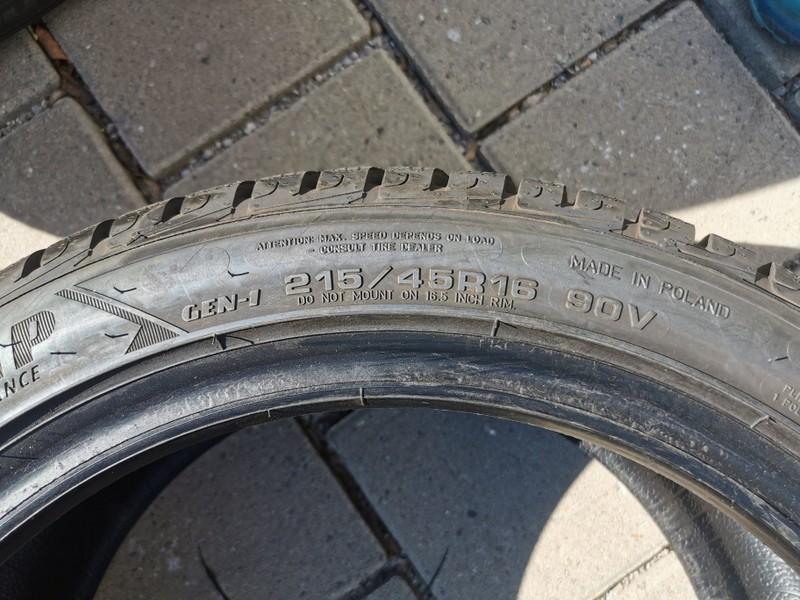 ATTENTION: MAX. SPEED DEPENDS ON LOAD
- CONSULT TIRE DEALER
GEN-1 215/45R16 90V
DO NOT MOUNT ON 16.5 INCH RIM.
MADE IN POLAND